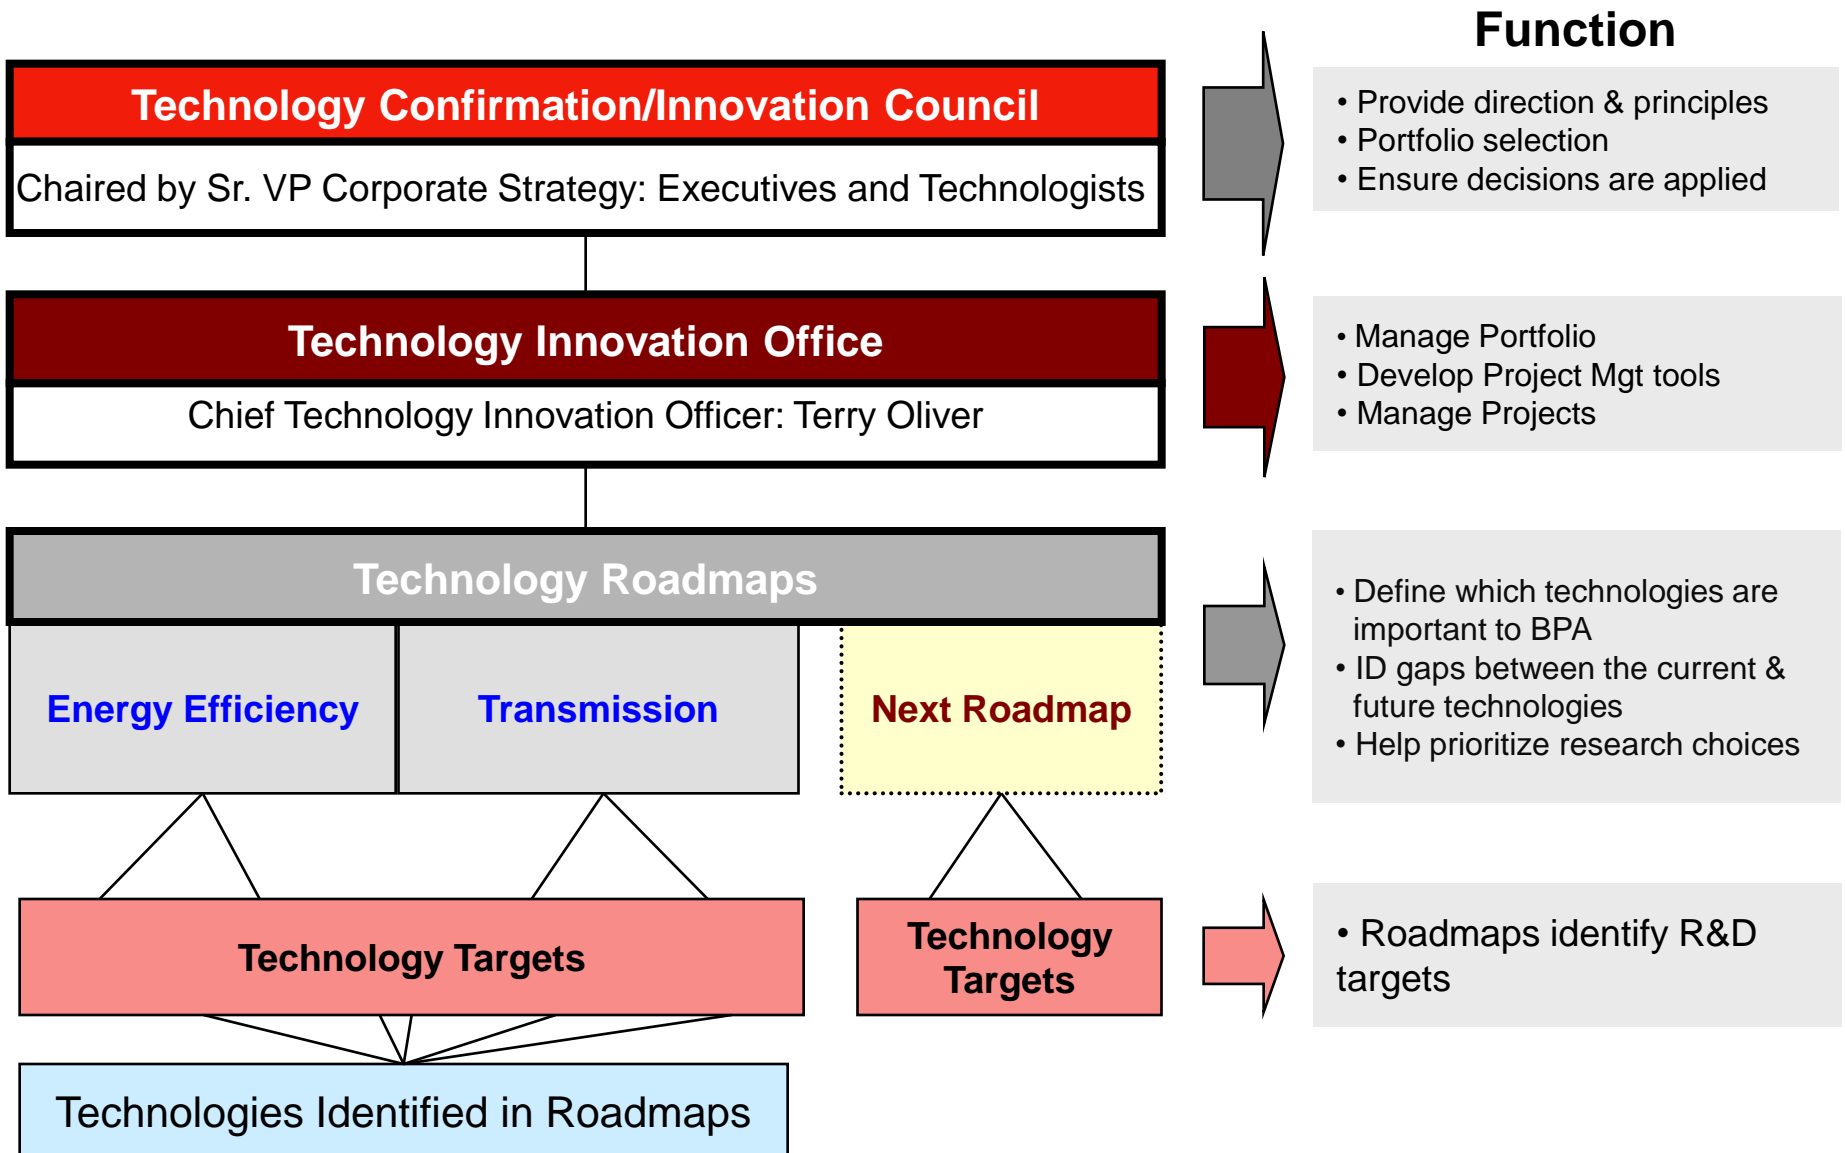 Function
Technology Confirmation/Innovation Council
Chaired by Sr. VP Corporate Strategy: Executives and Technologists
• Provide direction & principles
• Portfolio selection
• Ensure decisions are applied
Technology Innovation Office
Chief Technology Innovation Officer: Terry Oliver
• Manage Portfolio
• Develop Project Mgt tools
• Manage Projects
Technology Roadmaps
Energy Efficiency
Transmission
Next Roadmap
• Define which technologies are
important to BPA
• ID gaps between the current &
future technologies
• Help prioritize research choices
Technology Targets
Technology
Targets
• Roadmaps identify R&D
targets
Technologies Identified in Roadmaps